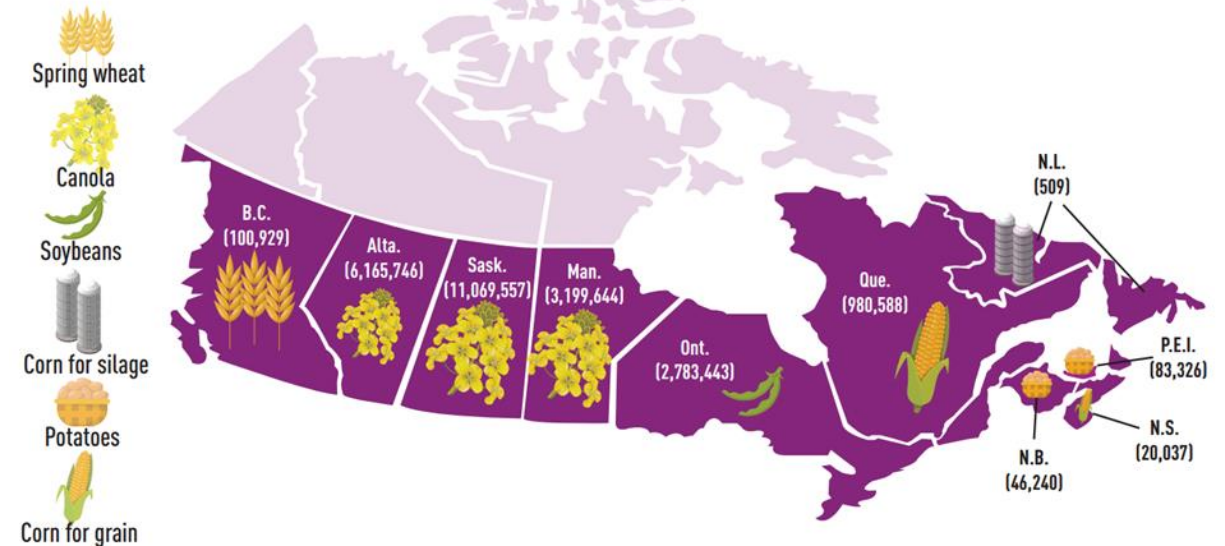 Spring wheat
Canola
Soybeans
Corn for silage
Potatoes
Corn for grain
B.C.
(100,929)
Alta.
(6,165,746)
Sask.
(11,069,557)
Man.
(3,199,644)
Ont.
(2,783,443)
Que.
(980,588)
N.L.
(509)
P.E.I.
(83,326)
N.S.
(20,037)
N.B.
(46,240)